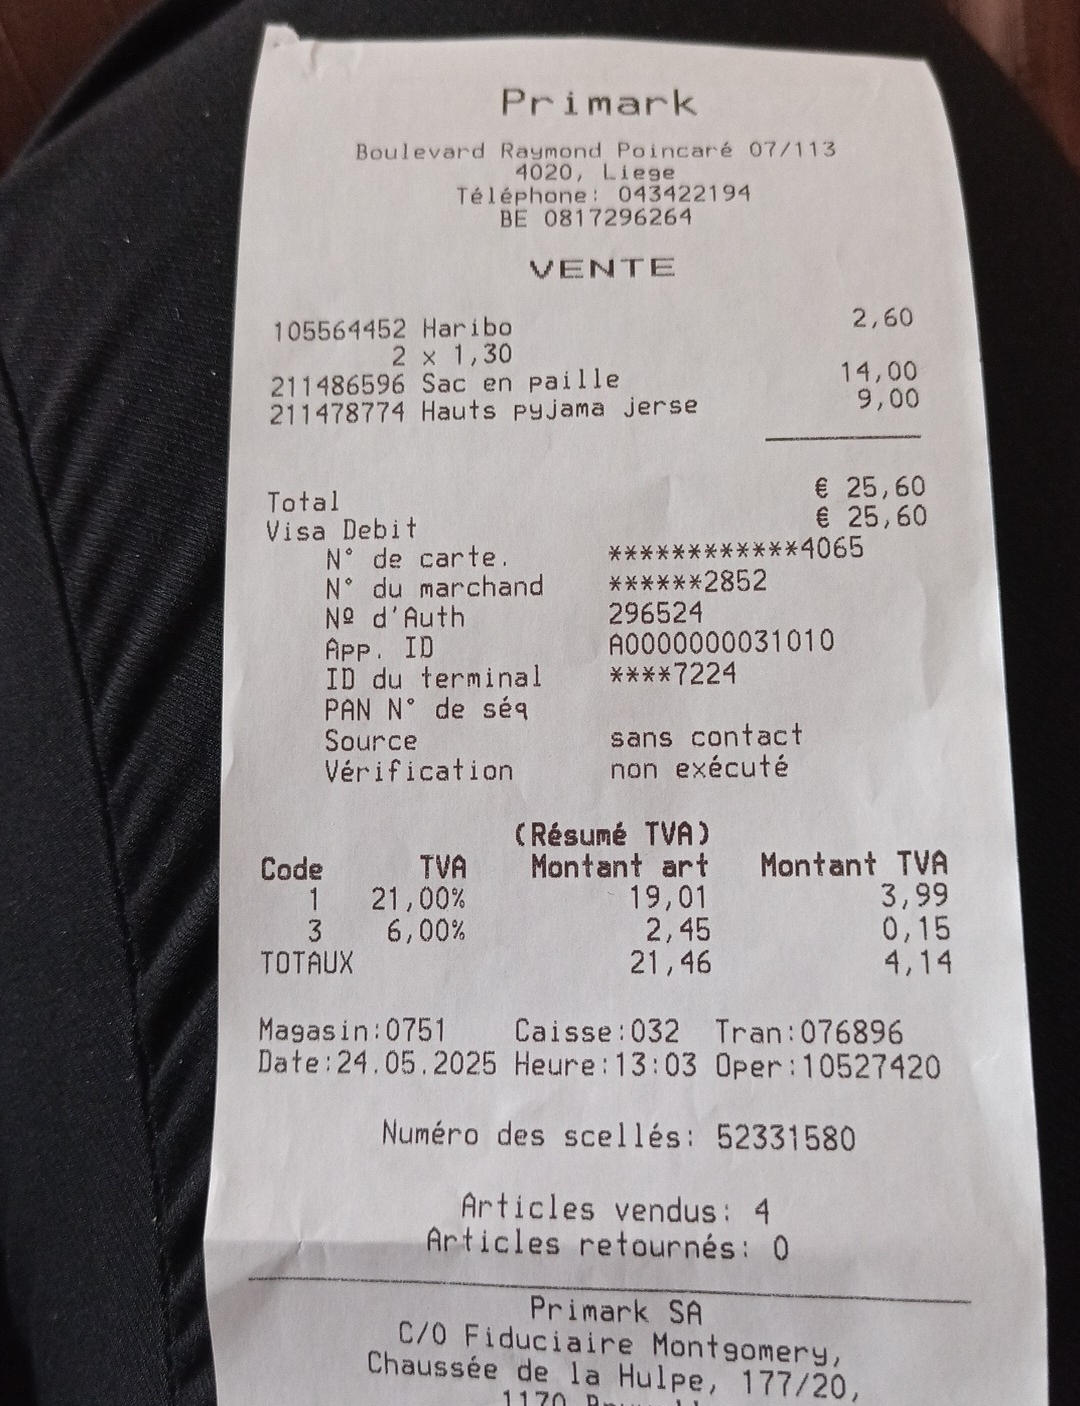 Primark
Boulevard Raymond Poincaré 07/113
4020, Liege
Téléphone: 043422194
BE 0817296264
VENTE
105564452 Haribo 2,60
2 x 1,30
211486596 Sac en paille 14,00
211478774 Hauts pyjama jerse 9,00
Total € 25,60
Visa Debit € 25,60
N° de carte. ************4065
N° du marchand ******2852
Nº d'Auth 296524
App. ID A0000000031010
ID du terminal ****7224
PAN N° de séq
Source sans contact
Vérification non exécuté
(Résumé TVA)
Code TVA Montant art Montant TVA
1 21,00% 19,01 3,99
3 6,00% 2,45 0,15
TOTAUX 21,46 4,14
Magasin:0751 Caisse:032 Tran:076896
Date:24.05.2025 Heure:13:03 Oper:10527420
Numéro des scellés: 52331580
Articles vendus: 4
Articles retournés: 0
Primark SA
C/O Fiduciaire Montgomery,
Chaussée de la Hulpe, 177/20,
1170